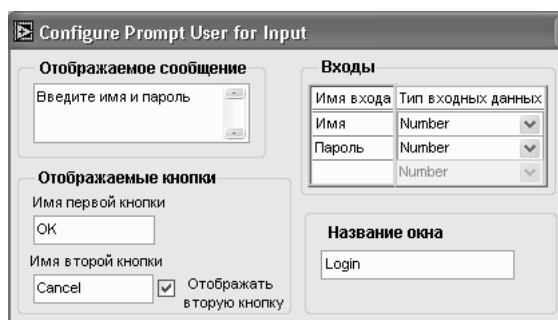 Configure Prompt User for Input
Отображаемое сообщение
Введите имя и пароль
Отображаемые кнопки
Имя первой кнопки
OK
Имя второй кнопки
Cancel
Отображать
вторую кнопку
Входы
Имя входа Тип входных данных
Имя Number
Пароль Number
Number
Название окна
Login